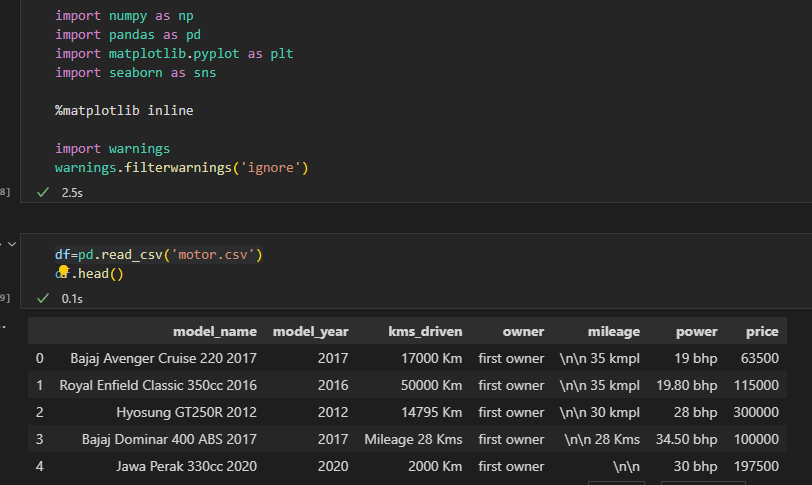 import numpy as np
import pandas as pd
import matplotlib.pyplot as plt
import seaborn as sns
%matplotlib inline
import warnings
warnings.filterwarnings('ignore')
8]
2.5s
df=pd.read_csv('motor.csv')
df.head()
9]
0.1s
model_name model_year kms_driven owner mileage power price
0 Bajaj Avenger Cruise 220 2017 2017 17000 Km first owner \n\n 35 kmpl 19 bhp 63500
1 Royal Enfield Classic 350cc 2016 2016 50000 Km first owner \n\n 35 kmpl 19.80 bhp 115000
2 Hyosung GT250R 2012 2012 14795 Km first owner \n\n 30 kmpl 28 bhp 300000
3 Bajaj Dominar 400 ABS 2017 2017 Mileage 28 Kms first owner \n\n 28 Kms 34.50 bhp 100000
4 Jawa Perak 330cc 2020 2020 2000 Km first owner \n\n 30 bhp 197500